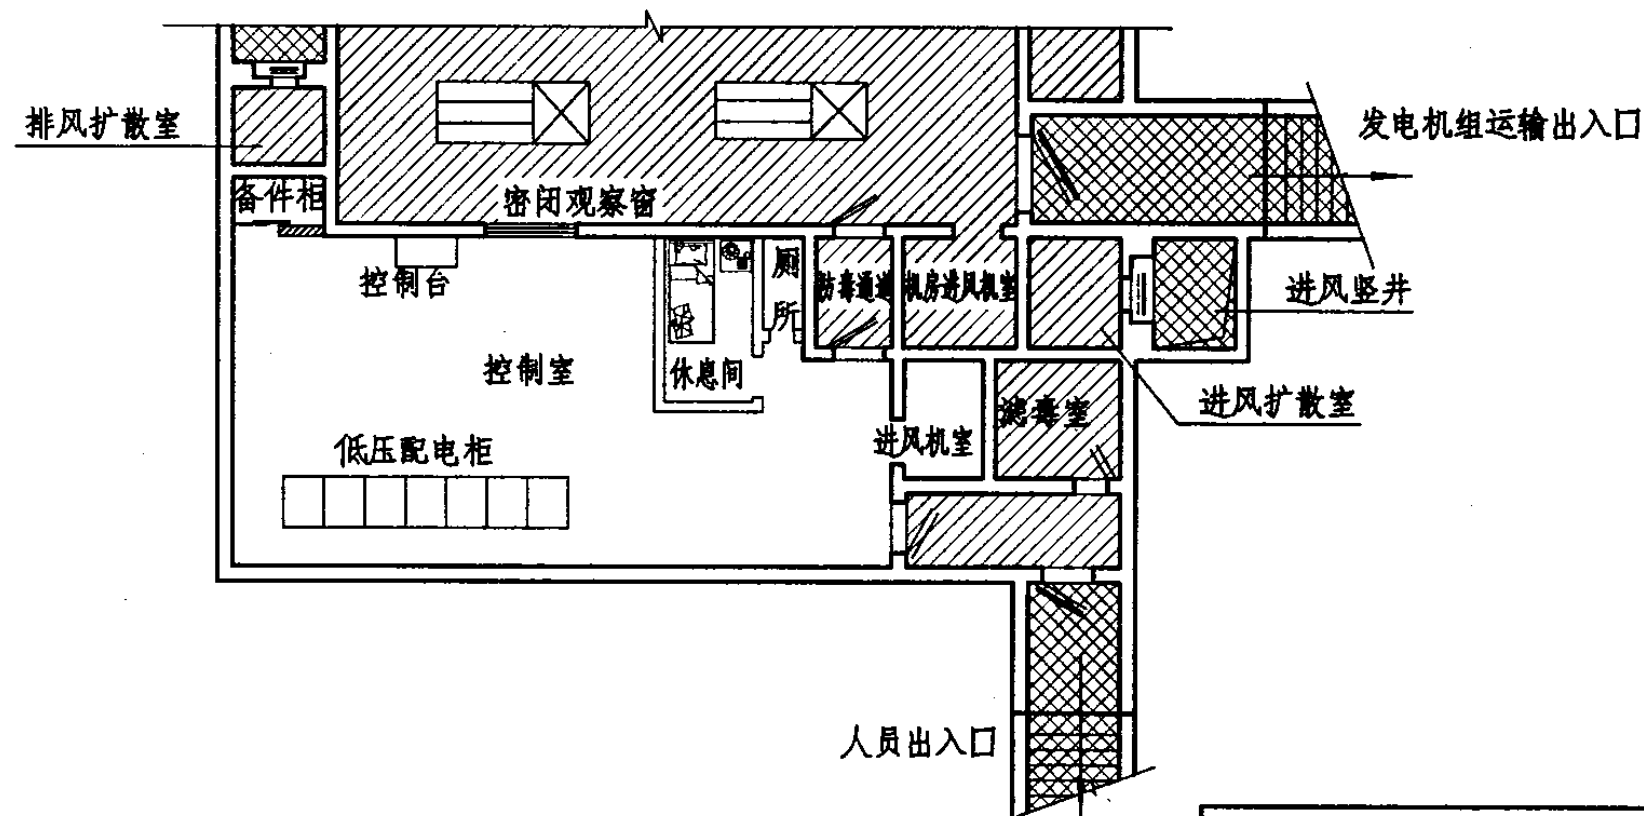 排风扩散室
发电机组运输出入口
备件柜
密闭观察窗
控制台
厕所
防毒通道
机房进风机室
进风竖井
控制室
休息间
进风扩散室
滤毒室
进风机室
低压配电柜
人员出入口